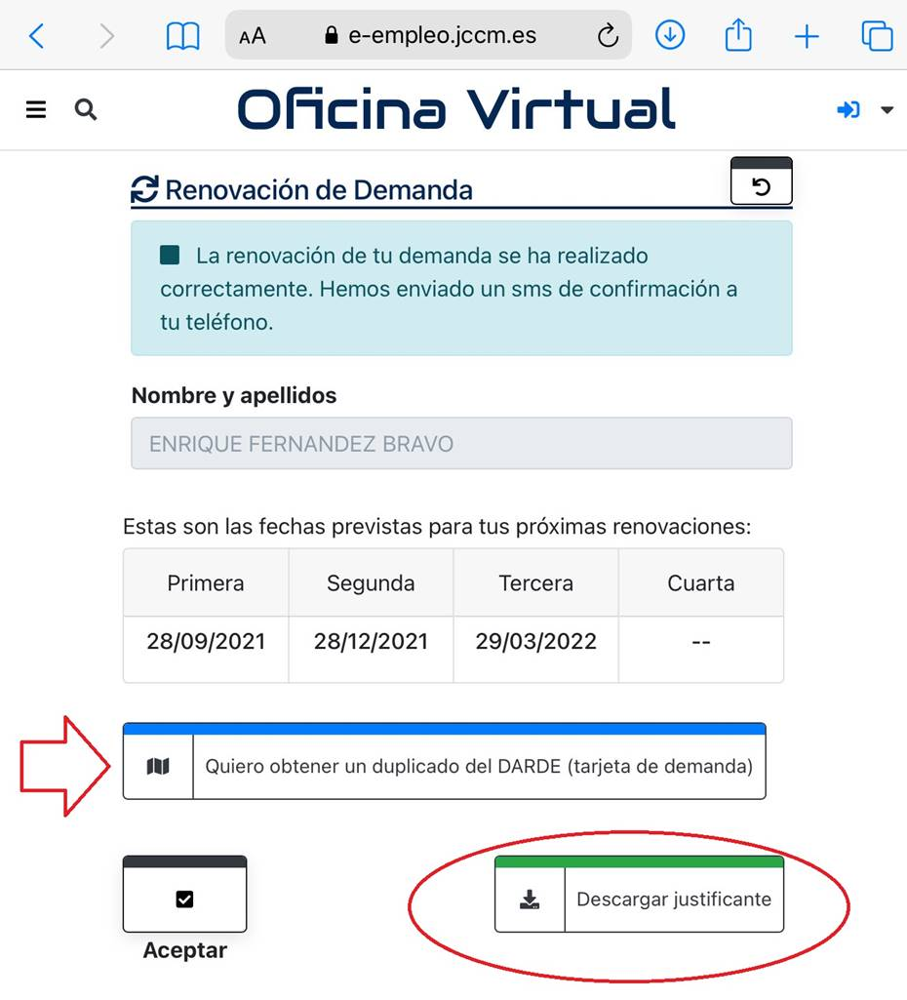 AA e-empleo.jccm.es
Oficina Virtual
Renovación de Demanda
La renovación de tu demanda se ha realizado
correctamente. Hemos enviado un sms de confirmación a
tu teléfono.
Nombre y apellidos
ENRIQUE FERNANDEZ BRAVO
Estas son las fechas previstas para tus próximas renovaciones:
Primera Segunda Tercera Cuarta
28/09/2021 28/12/2021 29/03/2022 --
Quiero obtener un duplicado del DARDE (tarjeta de demanda)
Descargar justificante
Aceptar